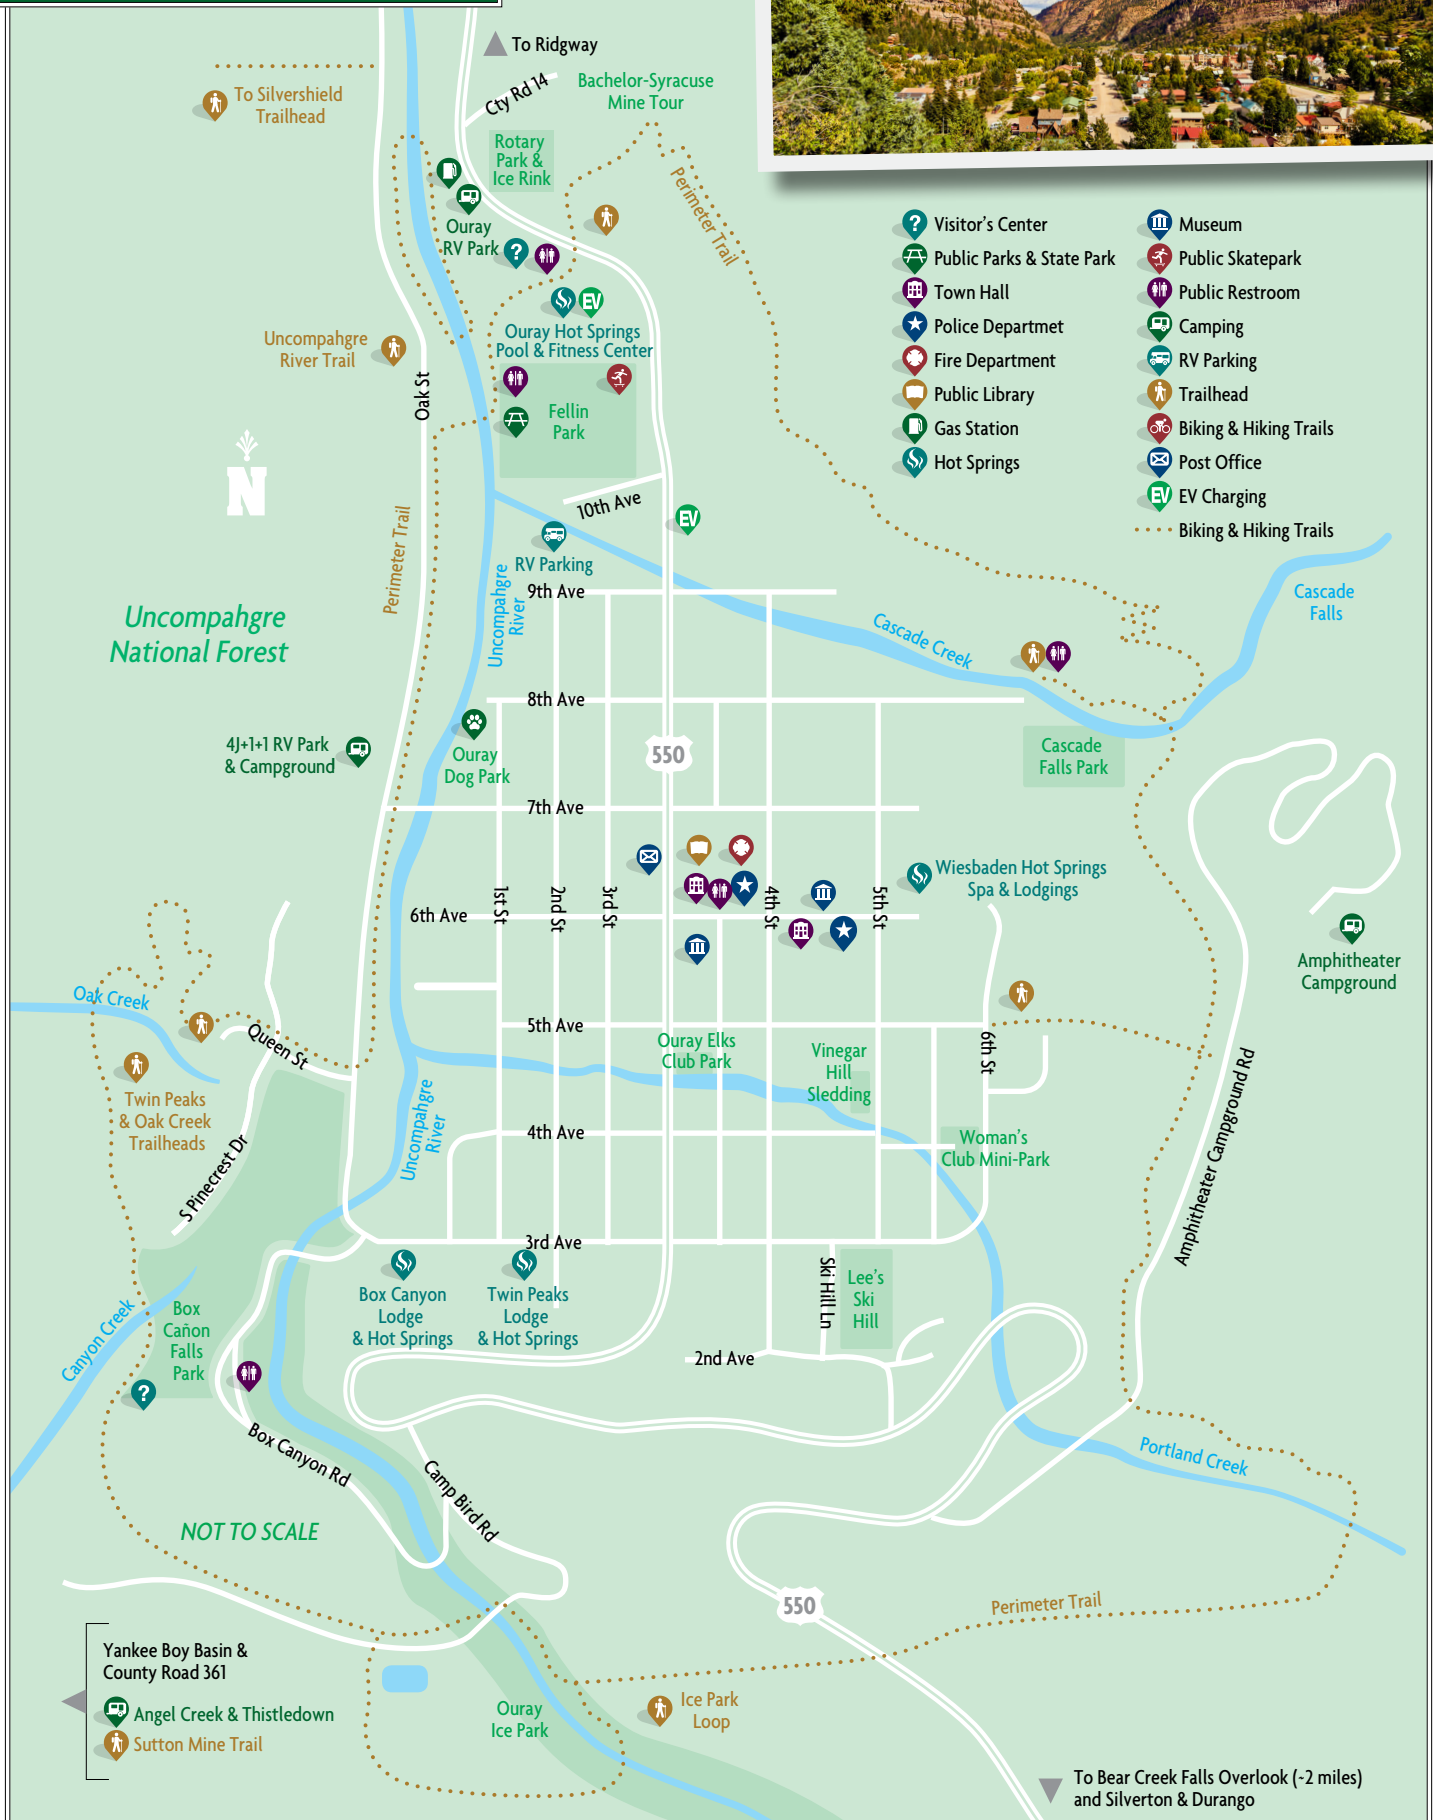 To Ridgway
Cty Rd 14
Bachelor-Syracuse
Mine Tour
To Silvershield
Trailhead
Rotary
Park &
Ice Rink
Perimeter Trail
Ouray
RV Park
?
Visitor's Center
Public Parks & State Park
Town Hall
Police Departmet
Fire Department
Public Library
Gas Station
Hot Springs
Museum
Public Skatepark
Public Restroom
Camping
RV Parking
Trailhead
Biking & Hiking Trails
Post Office
EV
EV Charging
Biking & Hiking Trails
?
EV
Ouray Hot Springs
Pool & Fitness Center
Uncompahgre
River Trail
Oak St
Fellin
Park
N
10th Ave
EV
Perimeter Trail
RV Parking
Uncompahgre
River
9th Ave
Cascade
Falls
Cascade Creek
Uncompahgre
National Forest
8th Ave
4J+1+1 RV Park
& Campground
Ouray
Dog Park
550
Cascade
Falls Park
7th Ave
Wiesbaden Hot Springs
Spa & Lodgings
1st St
2nd St
3rd St
4th St
5th St
6th Ave
Amphitheater
Campground
Oak Creek
Queen St
5th Ave
Ouray Elks
Club Park
Vinegar
Hill
Sledding
6th St
Twin Peaks
& Oak Creek
Trailheads
Uncompahgre
River
S Pinecrest Dr
4th Ave
Woman's
Club Mini-Park
Amphitheater Campground Rd
3rd Ave
Box Canyon
Lodge
& Hot Springs
Twin Peaks
Lodge
& Hot Springs
Ski Hill Ln
Lee's
Ski
Hill
Canyon Creek
Box
Cañon
Falls
Park
?
2nd Ave
Box Canyon Rd
Camp Bird Rd
Portland Creek
NOT TO SCALE
550
Perimeter Trail
Yankee Boy Basin &
County Road 361
Angel Creek & Thistledown
Sutton Mine Trail
Ouray
Ice Park
Ice Park
Loop
To Bear Creek Falls Overlook (~2 miles)
and Silverton & Durango